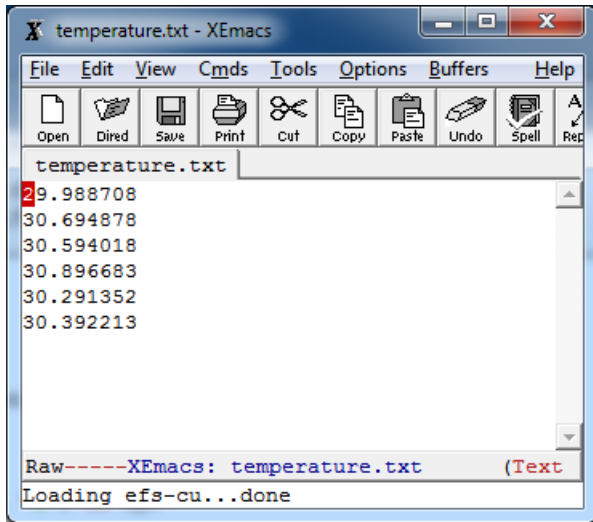 temperature.txt - XEmacs
File Edit View Cmds Tools Options Buffers Help
Open Dired Save Print Cut Copy Paste Undo Spell Rep
temperature.txt
29.988708
30.694878
30.594018
30.896683
30.291352
30.392213
Raw-----XEmacs: temperature.txt (Text
Loading efs-cu...done